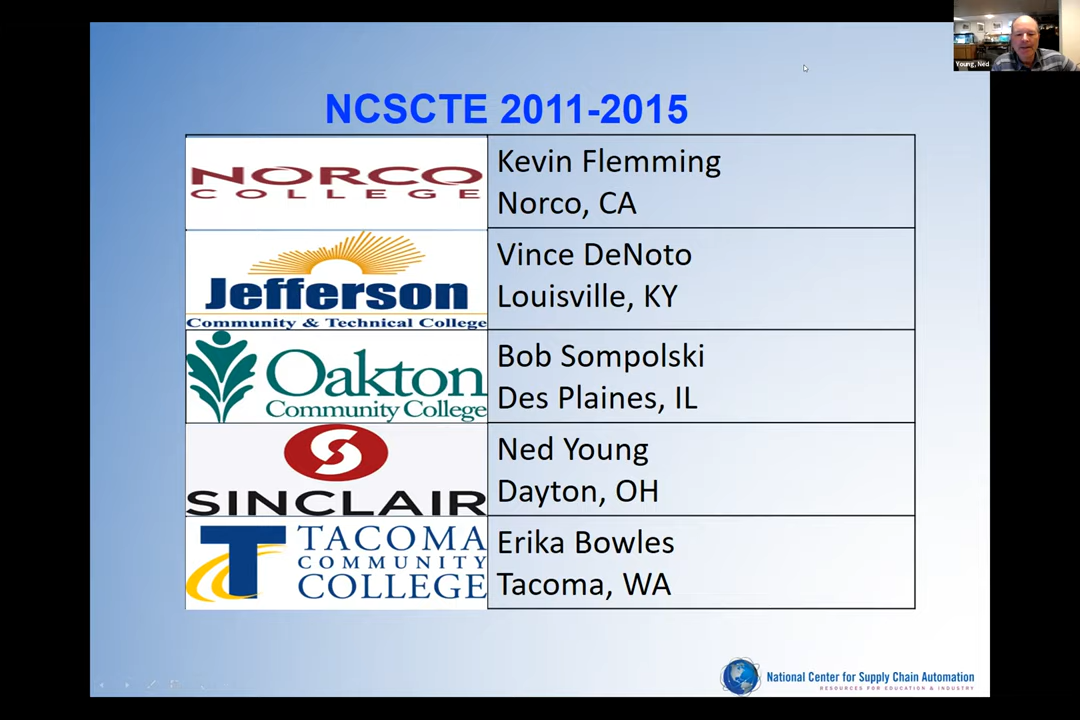 Young, Ned
NCSCTE 2011-2015
NORCO
COLLEGE
Kevin Flemming
Norco, CA
Jefferson
Community & Technical College
Vince DeNoto
Louisville, KY
Oakton
Community College
Bob Sompolski
Des Plaines, IL
SINCLAIR
Ned Young
Dayton, OH
T
TACOMA
COMMUNITY
COLLEGE
Erika Bowles
Tacoma, WA
National Center for Supply Chain Automation
RESOURCES FOR EDUCATION & INDUSTRY